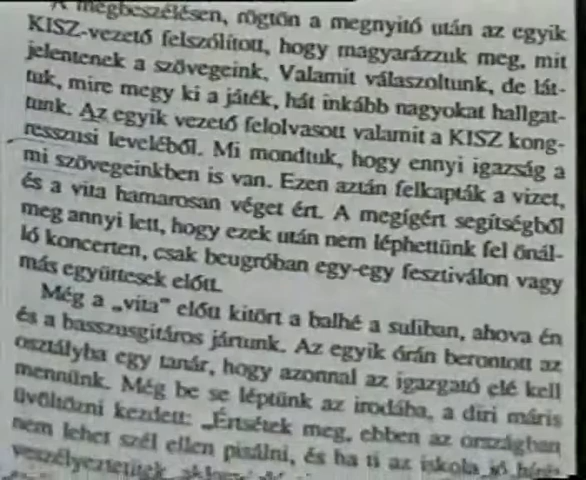 A megbeszélésen, rögtön a megnyitó után az egyik
KISZ-vezető felszólított, hogy magyarázzuk meg, mit
jelentenek a szövegeink. Valamit válaszoltunk, de lát-
tuk, mire megy ki a játék, hát inkább nagyokat hallgat-
tunk. Az egyik vezető felolvasott valamit a KISZ kong-
resszusi leveléből. Mi mondtuk, hogy ennyi igazság a
mi szövegeinkben is van. Ezen aztán felkapták a vizet,
és a vita hamarosan véget ért. A megígért segítségből
meg annyi lett, hogy ezek után nem léphettünk fel önál-
ló koncerten, csak beugróban egy-egy fesztiválon vagy
más együttesek előtt.
Még a „vita" előtt kitört a balhé a suliban, ahova én
és a basszusgitáros jártunk. Az egyik órán berontott az
osztályba egy tanár, hogy azonnal az igazgató elé kell
mennünk. Még be se léptünk az irodába, a diri máris
üvöltözni kezdett: „Értsétek meg, ebben az országban
nem lehet szél ellen pisálni, és ha ti az iskola jó hírét